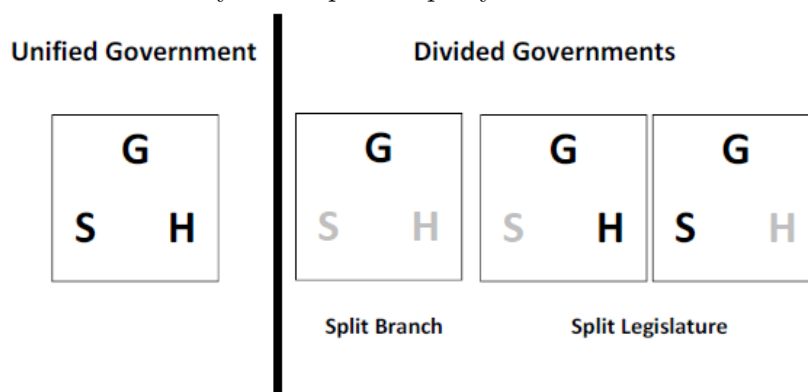 Unified Government
Divided Governments
G
S H
G
S H
G
S H
G
S H
Split Branch
Split Legislature